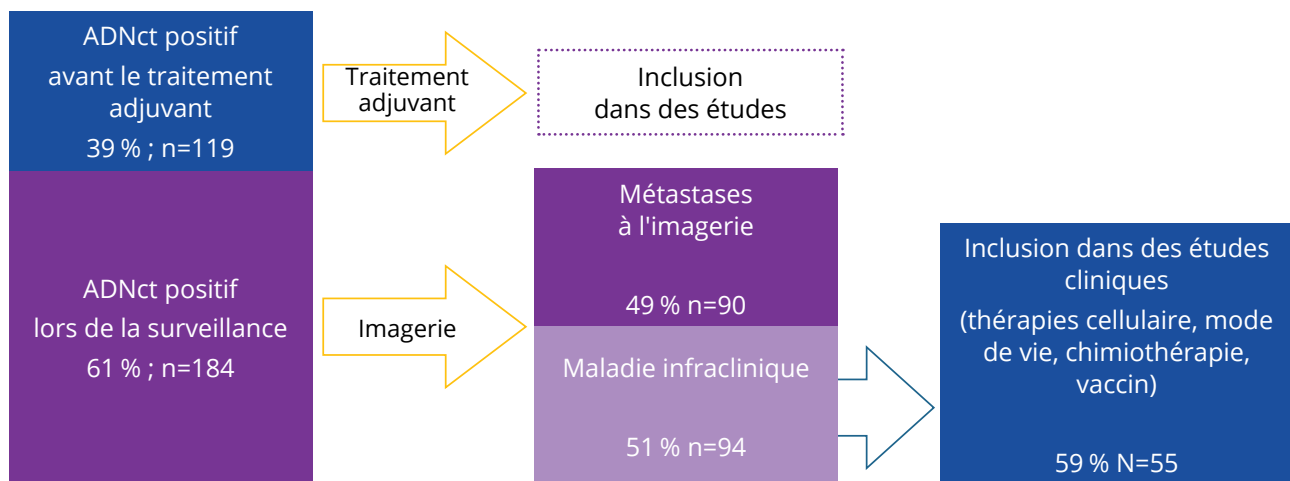 ADNct positif
avant le traitement
adjuvant
39 % ; n=119
Traitement
adjuvant
Inclusion
dans des études
ADNct positif
lors de la surveillance
61 % ; n=184
Imagerie
Métastases
à l'imagerie
49 % n=90
Maladie infraclinique
51 % n=94
Inclusion dans des études
cliniques
(thérapies cellulaire, mode
de vie, chimiothérapie,
vaccin)
59 % N=55